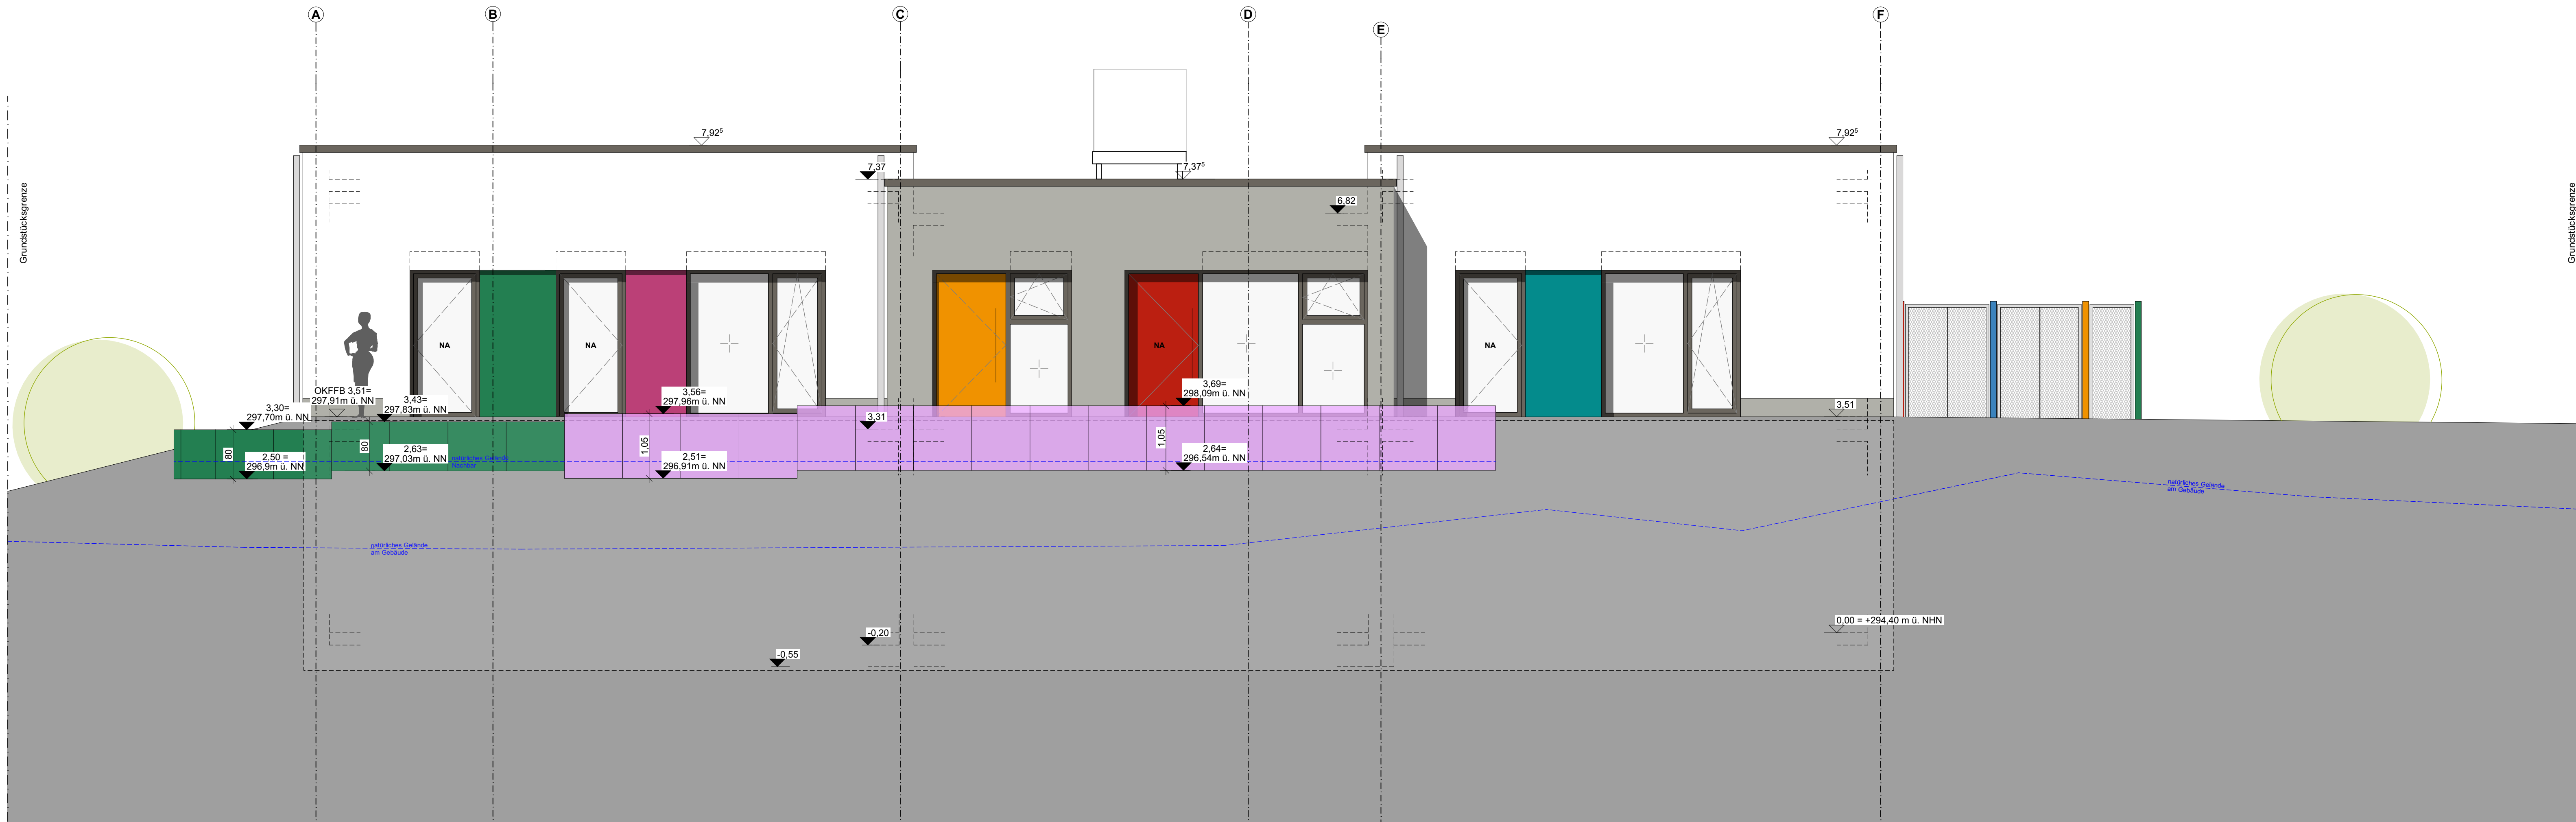 A
B
C
D
E
F
Grundstücksgrenze
Grundstücksgrenze
7,92⁵
7,92⁵
7,37
7,37⁵
6,82
NA
NA
NA
NA
OKFFB 3,51=
297,91m ü. NN
3,30=
297,70m ü. NN
3,43=
297,83m ü. NN
3,56=
297,96m ü. NN
3,69=
298,09m ü. NN
3,31
3,51
80
80
1,05
1,05
2,50 =
296,9m ü. NN
2,63=
297,03m ü. NN
natürliches Gelände
Nachbar
2,51=
296,91m ü. NN
2,64=
296,54m ü. NN
natürliches Gelände
am Gebäude
natürliches Gelände
am Gebäude
-0,20
0,00 = +294,40 m ü. NHN
-0,55